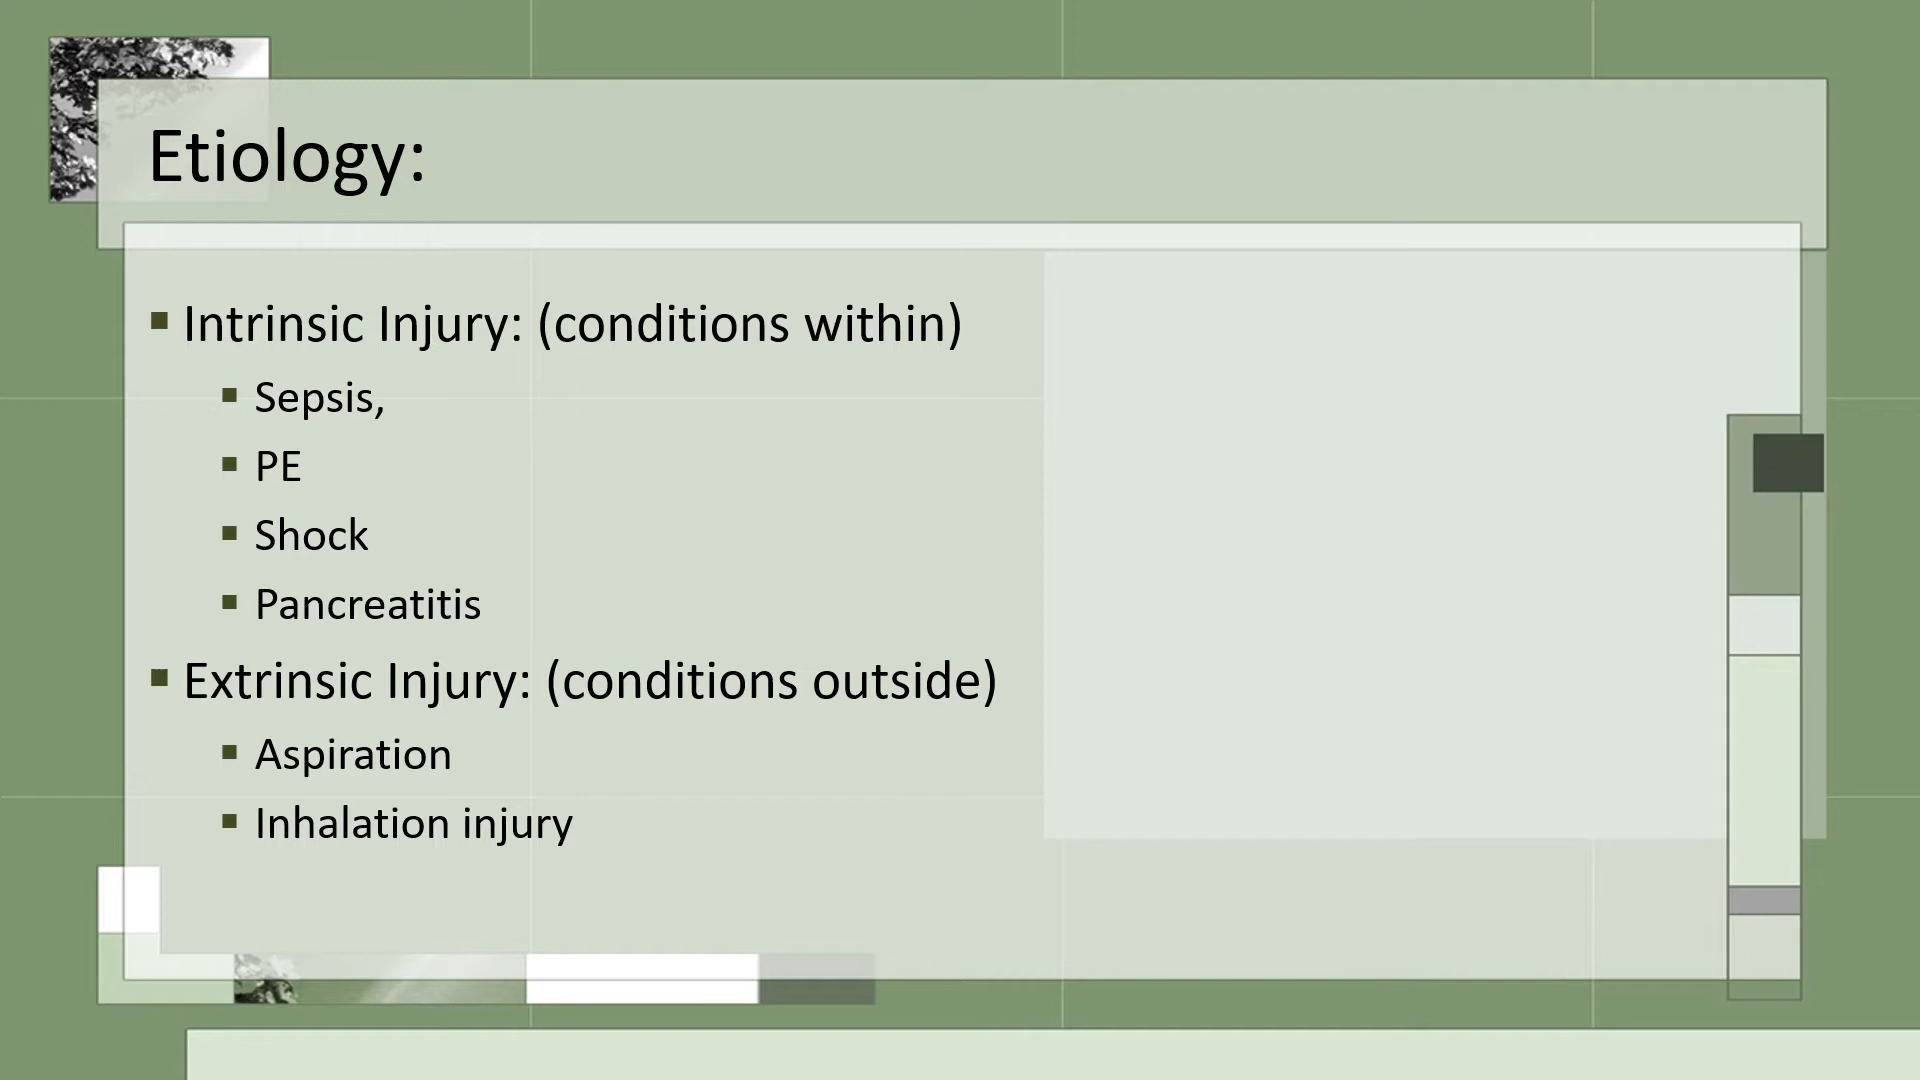 Etiology:
Intrinsic Injury: (conditions within)
Sepsis,
PE
Shock
Pancreatitis
Extrinsic Injury: (conditions outside)
Aspiration
Inhalation injury